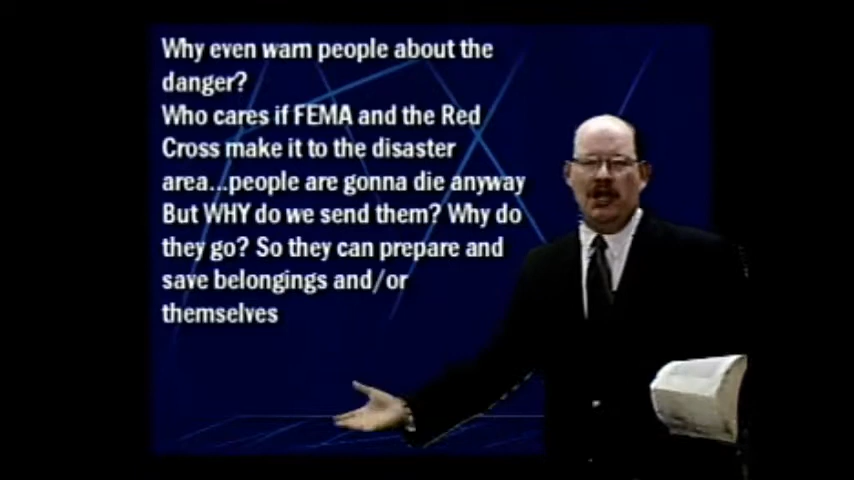 Why even warn people about the
danger?
Who cares if FEMA and the Red
Cross make it to the disaster
area...people are gonna die anyway
But WHY do we send them? Why do
they go? So they can prepare and
save belongings and/or
themselves